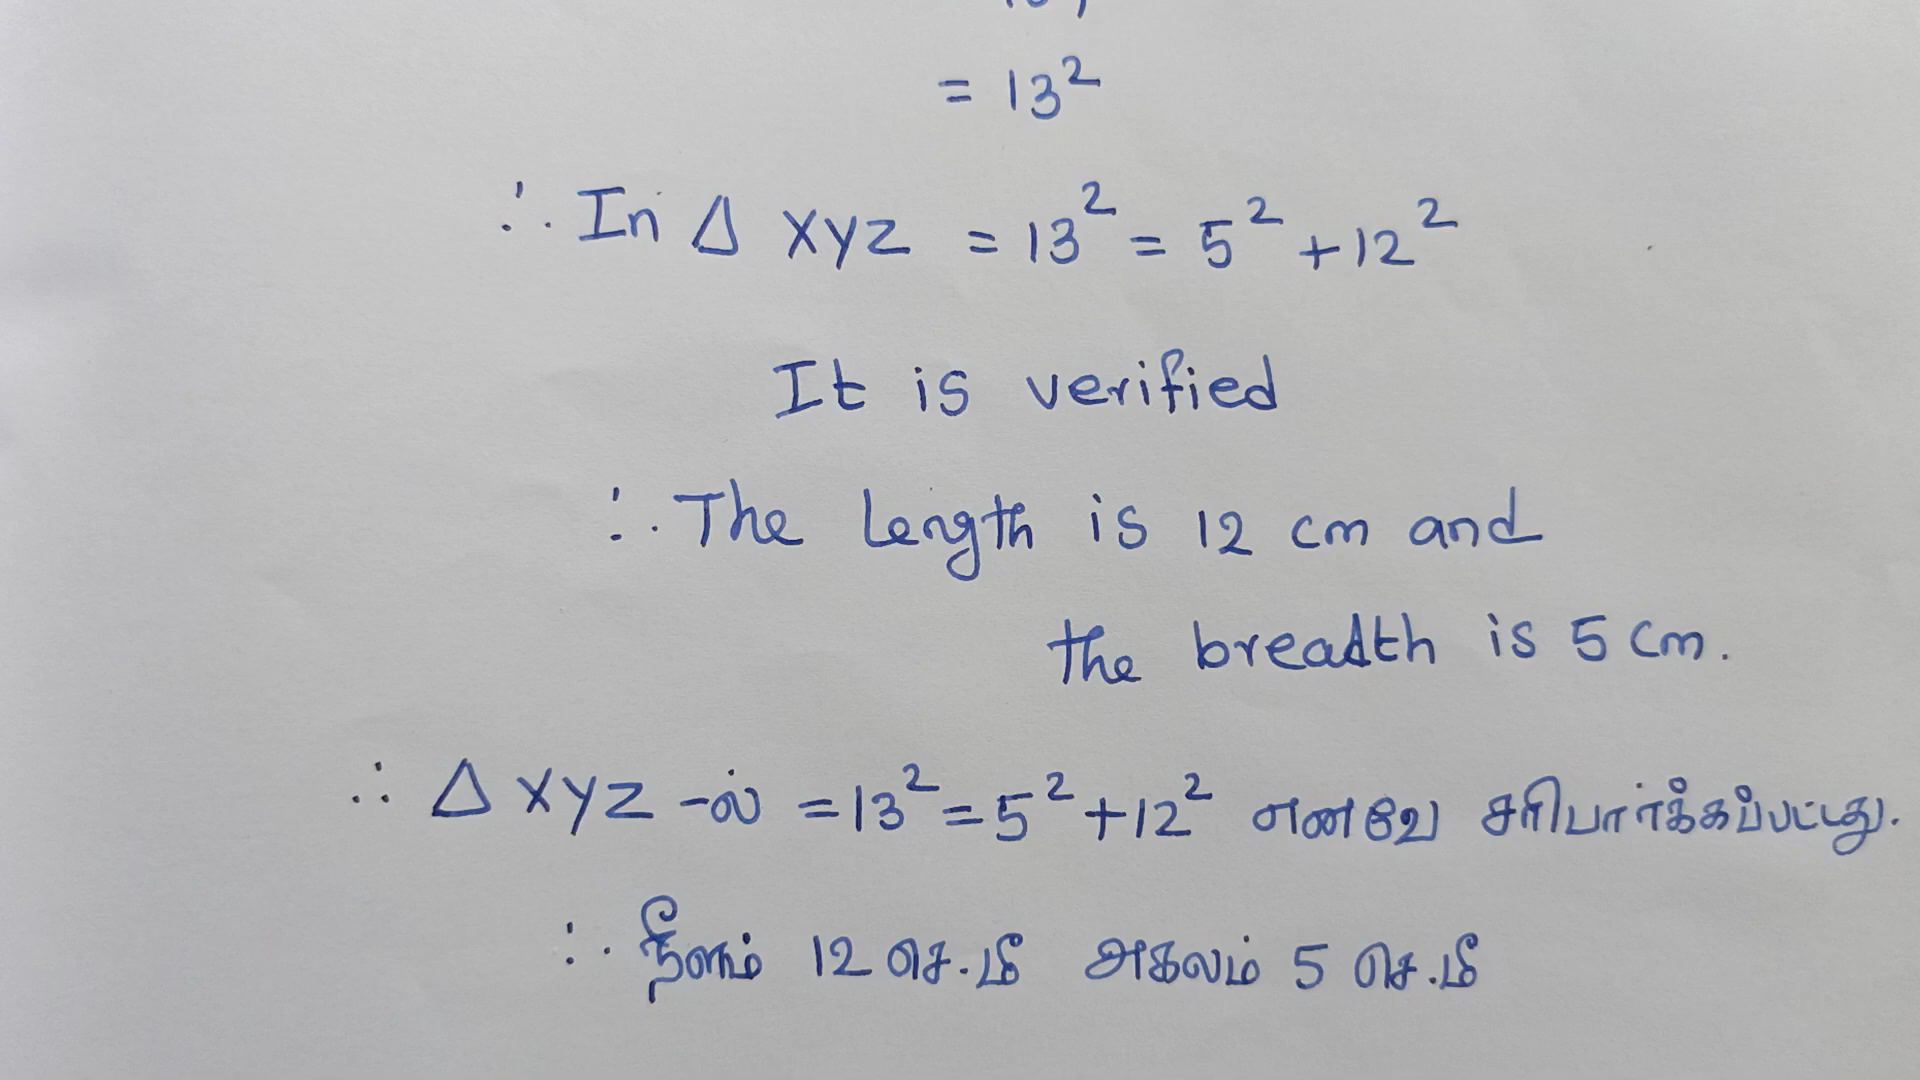 = 13²
∴ In Δ XYZ = 13² = 5² + 12²
It is verified
∴ The length is 12 cm and
the breadth is 5 cm.
∴ Δ XYZ -ல் = 13² = 5² + 12² எனவே சரிபார்க்கப்பட்டது.
∴ நீளம் 12 செ.மீ அகலம் 5 செ.மீ